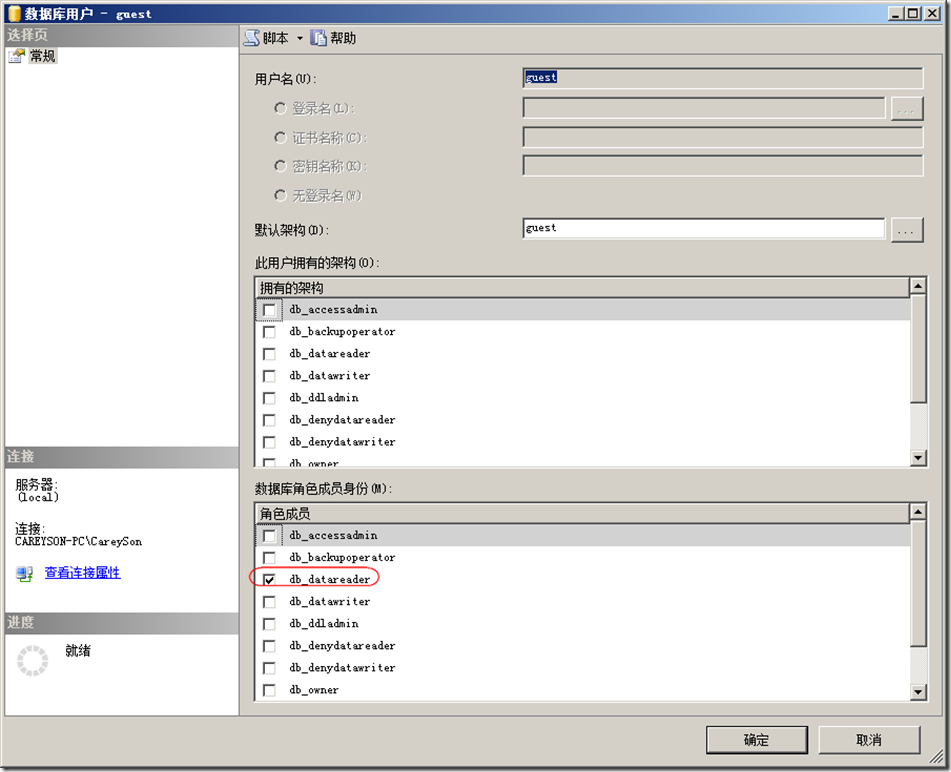 数据库用户 - guest
选择页
常规
脚本 帮助
用户名(U):
guest
登录名(L):
...
证书名称(C):
密钥名称(K):
无登录名(W)
默认架构(D):
guest
...
此用户拥有的架构(O):
拥有的架构
db_accessadmin
db_backupoperator
db_datareader
db_datawriter
db_ddladmin
db_denydatareader
db_denydatawriter
db_owner
数据库角色成员身份(M):
角色成员
db_accessadmin
db_backupoperator
db_datareader
db_datawriter
db_ddladmin
db_denydatareader
db_denydatawriter
db_owner
连接
服务器:
(local)
连接:
CAREYSON-PC\CareySon
查看连接属性
进度
就绪
确定
取消